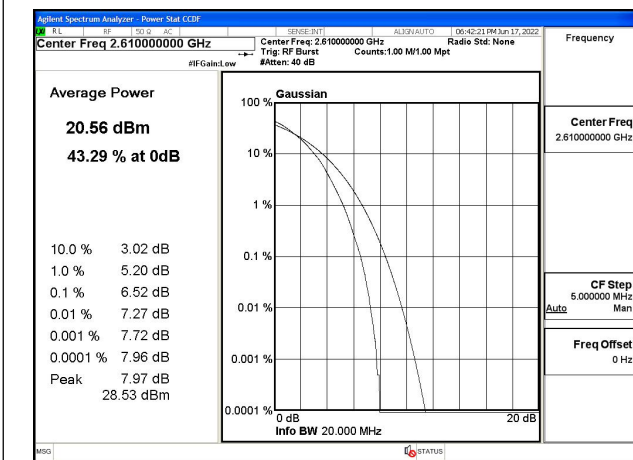 Agilent Spectrum Analyzer - Power Stat CCDF
LXI RL RF 50 Ω AC SENSE:INT ALIGN AUTO 06:42:21 PM Jun 17, 2022
Center Freq 2.610000000 GHz
Center Freq: 2.610000000 GHz Radio Std: None
Trig: RF Burst Counts:1.00 M/1.00 Mpt
#IFGain:Low #Atten: 40 dB
Frequency
Average Power
20.56 dBm
43.29 % at 0dB
10.0 % 3.02 dB
1.0 % 5.20 dB
0.1 % 6.52 dB
0.01 % 7.27 dB
0.001 % 7.72 dB
0.0001 % 7.96 dB
Peak 7.97 dB
28.53 dBm
Gaussian
100 %
10 %
1 %
0.1 %
0.01 %
0.001 %
0.0001 %
0 dB 20 dB
Info BW 20.000 MHz
Center Freq
2.610000000 GHz
CF Step
5.000000 MHz
Auto Man
Freq Offset
0 Hz
MSG STATUS